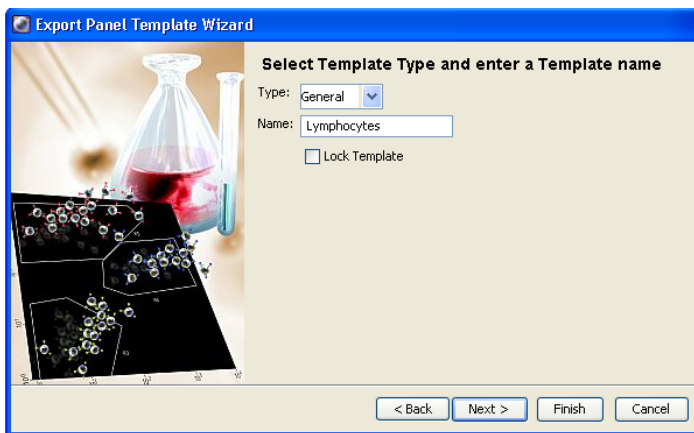 Export Panel Template Wizard
Select Template Type and enter a Template name
Type: General
Name: Lymphocytes
Lock Template
< Back Next > Finish Cancel